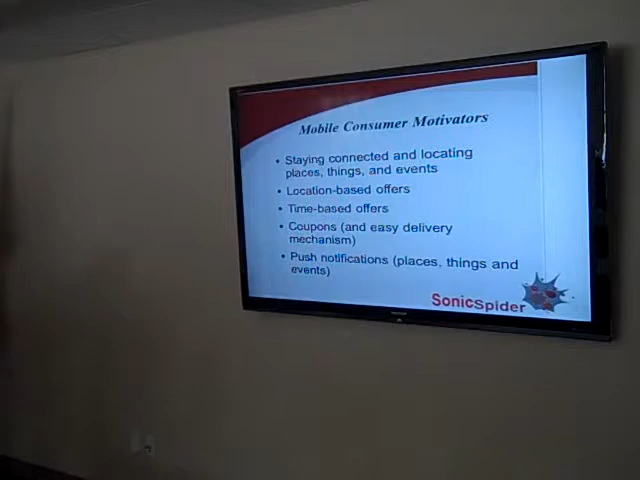 Mobile Consumer Motivators
• Staying connected and locating
places, things, and events
• Location-based offers
• Time-based offers
• Coupons (and easy delivery
mechanism)
• Push notifications (places, things and
events)
SonicSpider